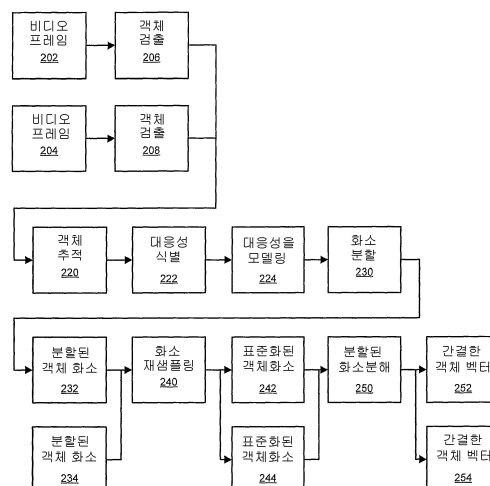 비디오
프레임
202
객체
검출
206
비디오
프레임
204
객체
검출
208
객체
추적
220
대응성
식별
222
대응성을
모델링
224
화소
분할
230
분할된
객체 화소
232
화소
재샘플링
240
표준화된
객체화소
242
분할된
화소분해
250
간결한
객체 벡터
252
분할된
객체 화소
234
표준화된
객체화소
244
간결한
객체 벡터
254